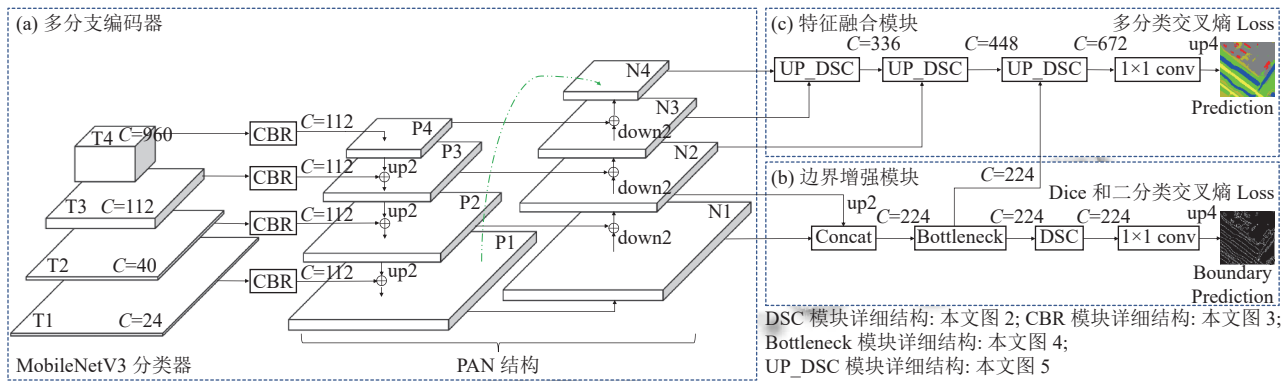 (a) 多分支编码器
T4
C=960
CBR
C=112
P4
T3
C=112
CBR
C=112
up2
P3
T2
C=40
CBR
C=112
up2
P2
T1
C=24
CBR
C=112
up2
P1
N4
N3
down2
N2
down2
N1
down2
MobileNetV3 分类器
PAN 结构
(c) 特征融合模块
多分类交叉熵 Loss
C=336
C=448
C=672
up4
UP_DSC
UP_DSC
UP_DSC
1×1 conv
Prediction
(b) 边界增强模块
C=224
Dice 和二分类交叉熵 Loss
up2
C=224
C=224
C=224
up4
Concat
Bottleneck
DSC
1×1 conv
Boundary
Prediction
DSC 模块详细结构: 本文图 2; CBR 模块详细结构: 本文图 3;
Bottleneck 模块详细结构: 本文图 4;
UP_DSC 模块详细结构: 本文图 5